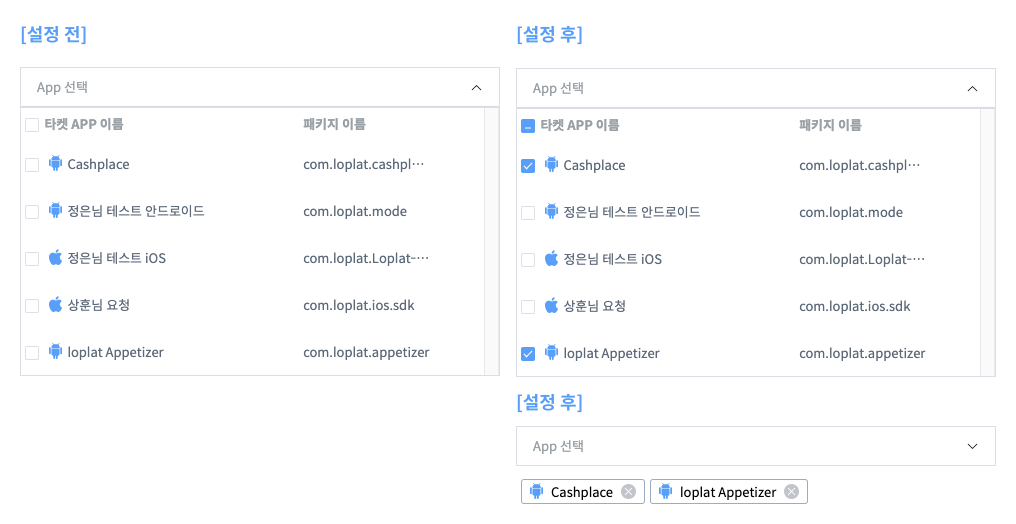 [설정 전]
App 선택
타켓 APP 이름 패키지 이름
Cashplace com.loplat.cashpl···
정은님 테스트 안드로이드 com.loplat.mode
정은님 테스트 iOS com.loplat.Loplat-···
상훈님 요청 com.loplat.ios.sdk
loplat Appetizer com.loplat.appetizer
[설정 후]
App 선택
타켓 APP 이름 패키지 이름
Cashplace com.loplat.cashpl···
정은님 테스트 안드로이드 com.loplat.mode
정은님 테스트 iOS com.loplat.Loplat-···
상훈님 요청 com.loplat.ios.sdk
loplat Appetizer com.loplat.appetizer
[설정 후]
App 선택
Cashplace loplat Appetizer